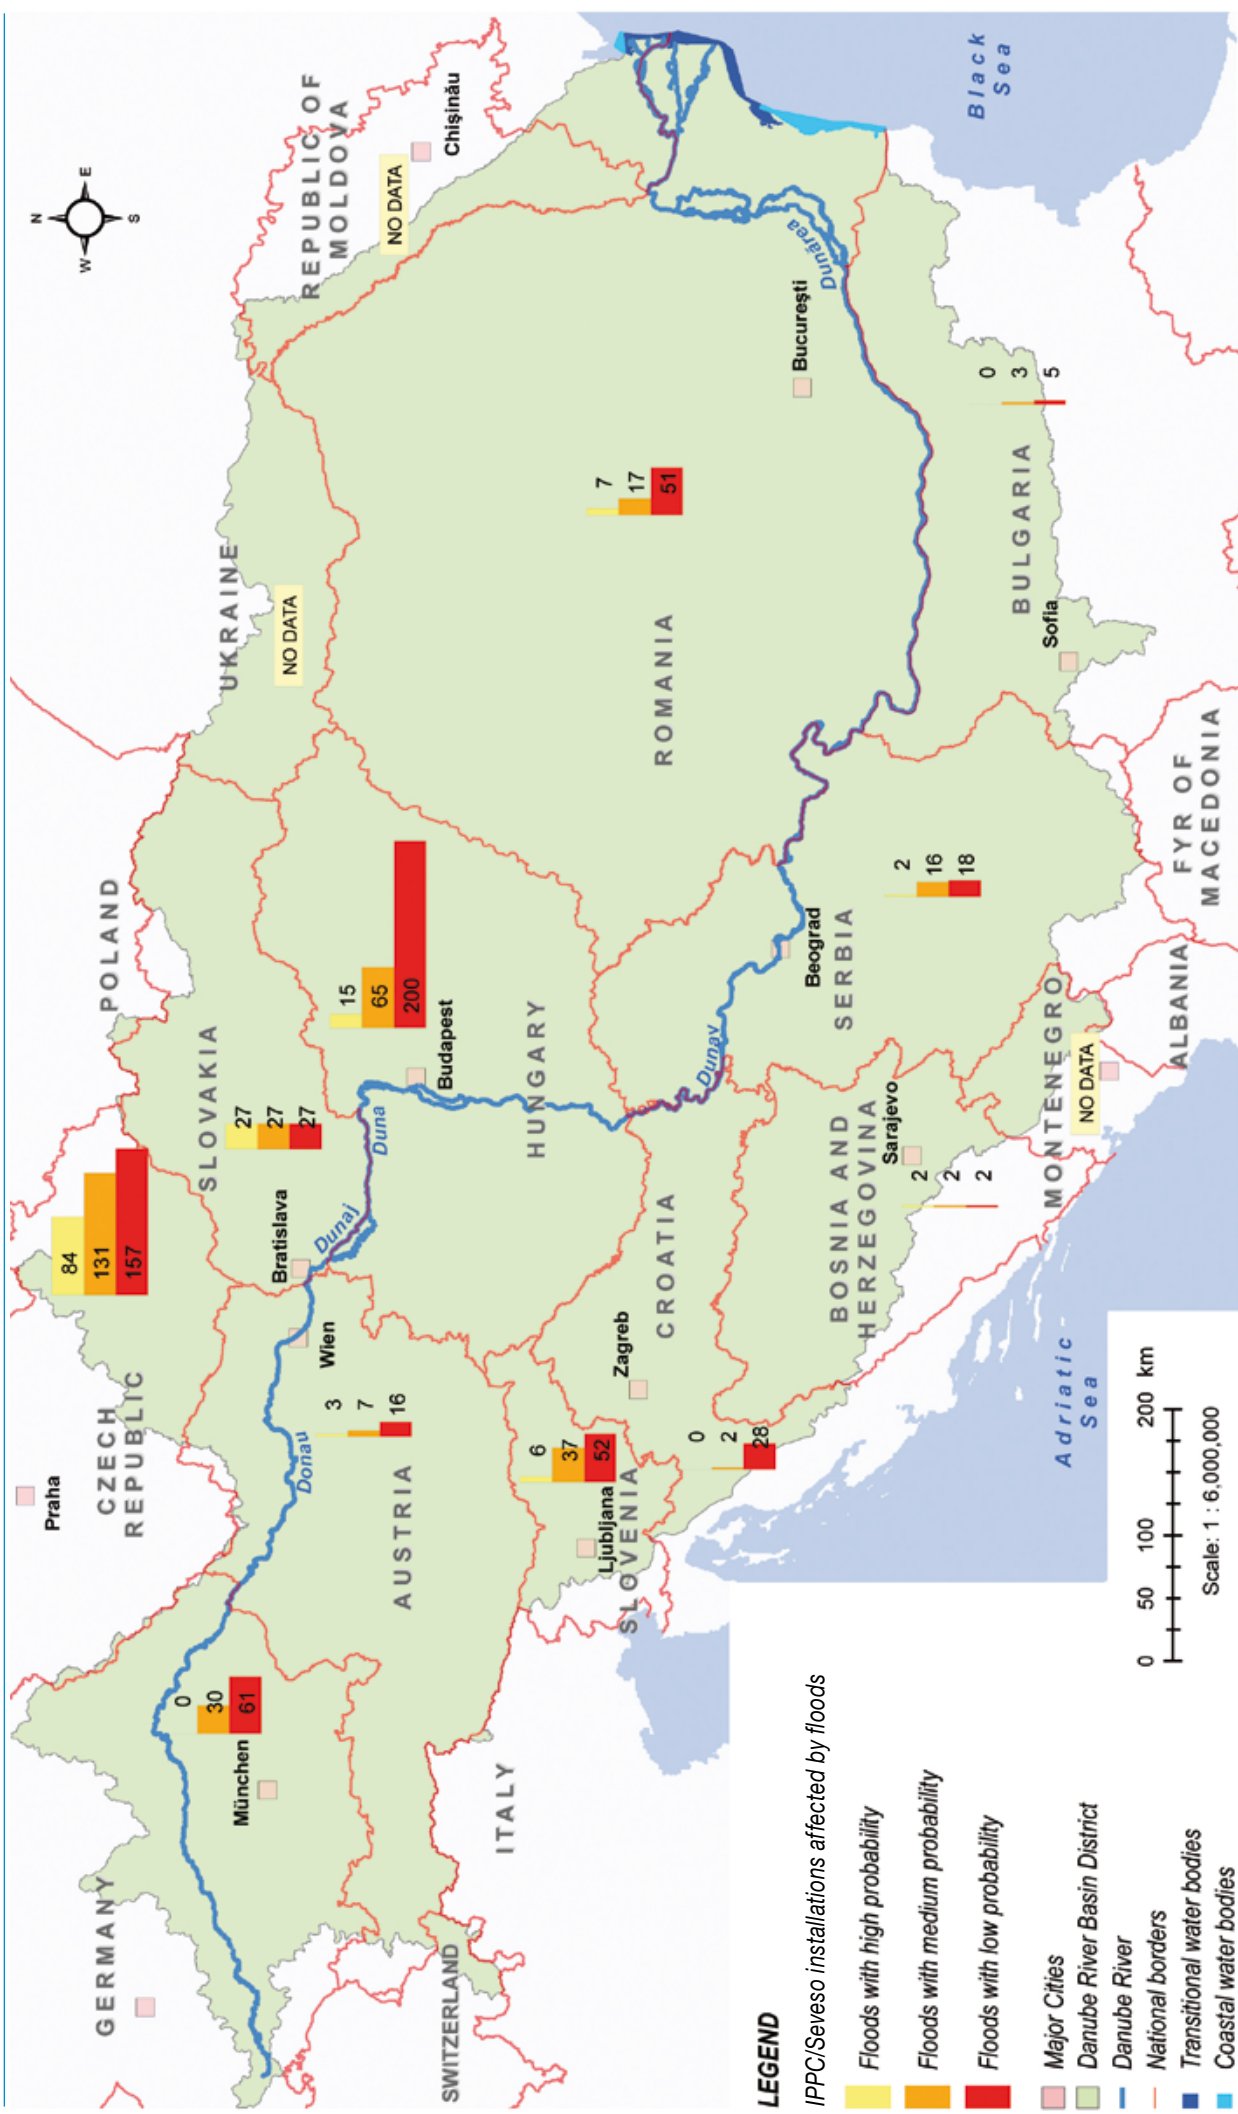 N
W
E
S
GERMANY
München
0
30
61
SWITZERLAND
ITALY
Praha
CZECH
REPUBLIC
84
131
157
Donau
Wien
3
7
16
AUSTRIA
Bratislava
Dunaj
SLOVAKIA
27
27
27
POLAND
Duna
Budapest
15
65
200
HUNGARY
6
37
52
Ljubljana
SLOVENIA
Zagreb
0
2
28
CROATIA
BOSNIA AND
HERZEGOVINA
Sarajevo
2
2
2
MONTENEGRO
NO DATA
ALBANIA
Dunav
Beograd
SERBIA
2
16
18
FYR OF
MACEDONIA
UKRAINE
NO DATA
REPUBLIC OF
MOLDOVA
NO DATA
Chişinău
ROMANIA
7
17
51
Bucureşti
Dunărea
BULGARIA
Sofia
0
3
5
Black
Sea
Adriatic
Sea
LEGEND
IPPC/Seveso installations affected by floods
Floods with high probability
Floods with medium probability
Floods with low probability
Major Cities
Danube River Basin District
Danube River
National borders
Transitional water bodies
Coastal water bodies
0 50 100 200 km
Scale: 1 : 6,000,000